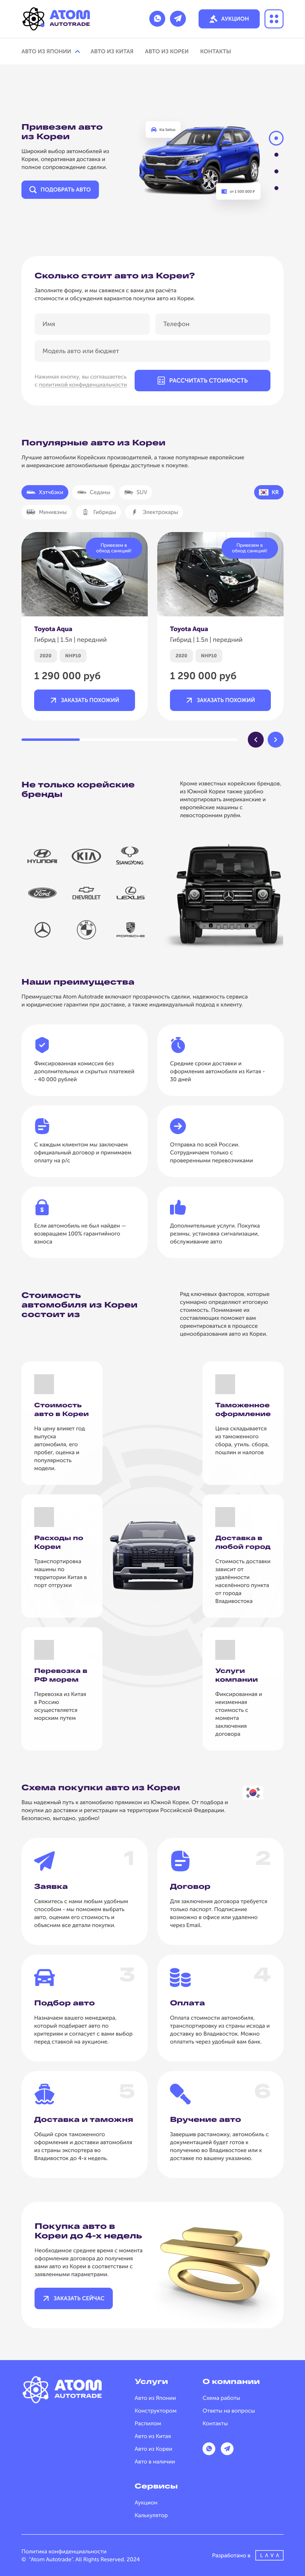 ATOM
AUTOTRADE
АУКЦИОН
АВТО ИЗ ЯПОНИИ
АВТО ИЗ КИТАЯ
АВТО ИЗ КОРЕИ
КОНТАКТЫ
Привезем авто
из Кореи
Широкий выбор автомобилей из
Кореи, оперативная доставка и
полное сопровождение сделки.
ПОДОБРАТЬ АВТО
Kia Seltos
от 1 500 000 ₽
Сколько стоит авто из Кореи?
Заполните форму, и мы свяжемся с вами для расчёта
стоимости и обсуждения вариантов покупки авто из Кореи.
Имя
Телефон
Модель авто или бюджет
Нажимая кнопку, вы соглашаетесь
с политикой конфиденциальности
РАССЧИТАТЬ СТОИМОСТЬ
Популярные авто из Кореи
Лучшие автомобили Корейских производителей, а также популярные европейские
и американские автомобильные бренды доступные к покупке.
Хэтчбэки
Седаны
SUV
KR
Минивэны
Гибриды
Электрокары
Привезем в
обход санкций!
Toyota Aqua
Гибрид | 1.5л | передний
2020
NHP10
1 290 000 руб
ЗАКАЗАТЬ ПОХОЖИЙ
Привезем в
обход санкций!
Toyota Aqua
Гибрид | 1.5л | передний
2020
NHP10
1 290 000 руб
ЗАКАЗАТЬ ПОХОЖИЙ
Не только корейские
бренды
Кроме известных корейских брендов,
из Южной Кореи также удобно
импортировать американские и
европейские машины с
левосторонним рулём.
HYUNDAI
KIA
SSANGYONG
Ford
CHEVROLET
LEXUS
PORSCHE
Наши преимущества
Преимущества Atom Autotrade включают прозрачность сделки, надежность сервиса
и юридические гарантии при доставке, а также индивидуальный подход к клиенту.
Фиксированная комиссия без
дополнительных и скрытых платежей
- 40 000 рублей
Средние сроки доставки и
оформления автомобиля из Китая -
30 дней
С каждым клиентом мы заключаем
официальный договор и принимаем
оплату на р/с
Отправка по всей России.
Сотрудничаем только с
проверенными перевозчиками
Если автомобиль не был найден —
возвращаем 100% гарантийного
взноса
Дополнительные услуги. Покупка
резины, установка сигнализации,
обслуживание авто
Стоимость
автомобиля из Кореи
состоит из
Ряд ключевых факторов, которые
суммарно определяют итоговую
стоимость. Понимание из
составляющих поможет вам
ориентироваться в процессе
ценообразования авто из Кореи.
Стоимость
авто в Кореи
На цену влияет год
выпуска
автомобиля, его
пробег, оценка и
популярность
модели.
Таможенное
оформление
Цена складывается
из таможенного
сбора, утиль. сбора,
пошлин и налогов
Расходы по
Кореи
Транспортировка
машины по
территории Китая в
порт отгрузки
Доставка в
любой город
Стоимость доставки
зависит от
удалённости
населённого пункта
от города
Владивостока
Перевозка в
РФ морем
Перевозка из Китая
в Россию
осуществляется
морским путем
Услуги
компании
Фиксированная и
неизменная
стоимость с
момента
заключения
договора
Схема покупки авто из Кореи
Ваш надежный путь к автомобилю прямиком из Южной Кореи. От подбора и
покупки до доставки и регистрации на территории Российской Федерации.
Безопасно, выгодно, удобно!
1
Заявка
Свяжитесь с нами любым удобным
способом - мы поможем выбрать
авто, оценим его стоимость и
объясним все детали покупки.
2
Договор
Для заключения договора требуется
только паспорт. Подписание
возможно в офисе или удаленно
через Email.
3
Подбор авто
Назначаем вашего менеджера,
который подбирает авто по
критериям и согласует с вами выбор
перед ставкой на аукционе.
4
Оплата
Оплата стоимости автомобиля,
транспортировку из страны исхода и
доставку во Владивосток. Можно
оплатить через удобный вам банк.
5
Доставка и таможня
Общий срок таможенного
оформления и доставки автомобиля
из страны экспортера во
Владивосток до 4-х недель.
6
Вручение авто
Завершив растаможку, автомобиль с
документацией будет готов к
получению во Владивостоке или к
доставке по вашему указанию.
Покупка авто в
Кореи до 4-х недель
Необходимое среднее время с момента
оформления договора до получения
вами авто из Кореи в соответствии с
заявленными параметрами.
ЗАКАЗАТЬ СЕЙЧАС
ATOM
AUTOTRADE
Услуги
Авто из Японии
Конструктором
Распилом
Авто из Китая
Авто из Кореи
Авто в наличии
О компании
Схема работы
Ответы на вопросы
Контакты
Сервисы
Аукцион
Калькулятор
Политика конфиденциальности
© "Atom Autotrade". All Rights Reserved. 2024
Разработано в
LAVA